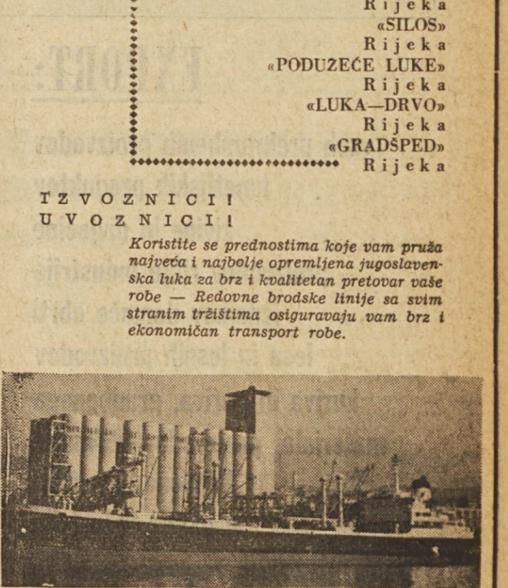 Rijeka
«SILOS»
Rijeka
«PODUZEĆE LUKE»
Rijeka
«LUKA—DRVO»
Rijeka
«GRADŠPED»
Rijeka
TZVOZNICI!
UVOZNICI!
Koristite se prednostima koje vam pruža
najveća i najbolje opremljena jugoslaven-
ska luka za brz i kvalitetan pretovar vaše
robe — Redovne brodske linije sa svim
stranim tržištima osiguravaju vam brz i
ekonomičan transport robe.